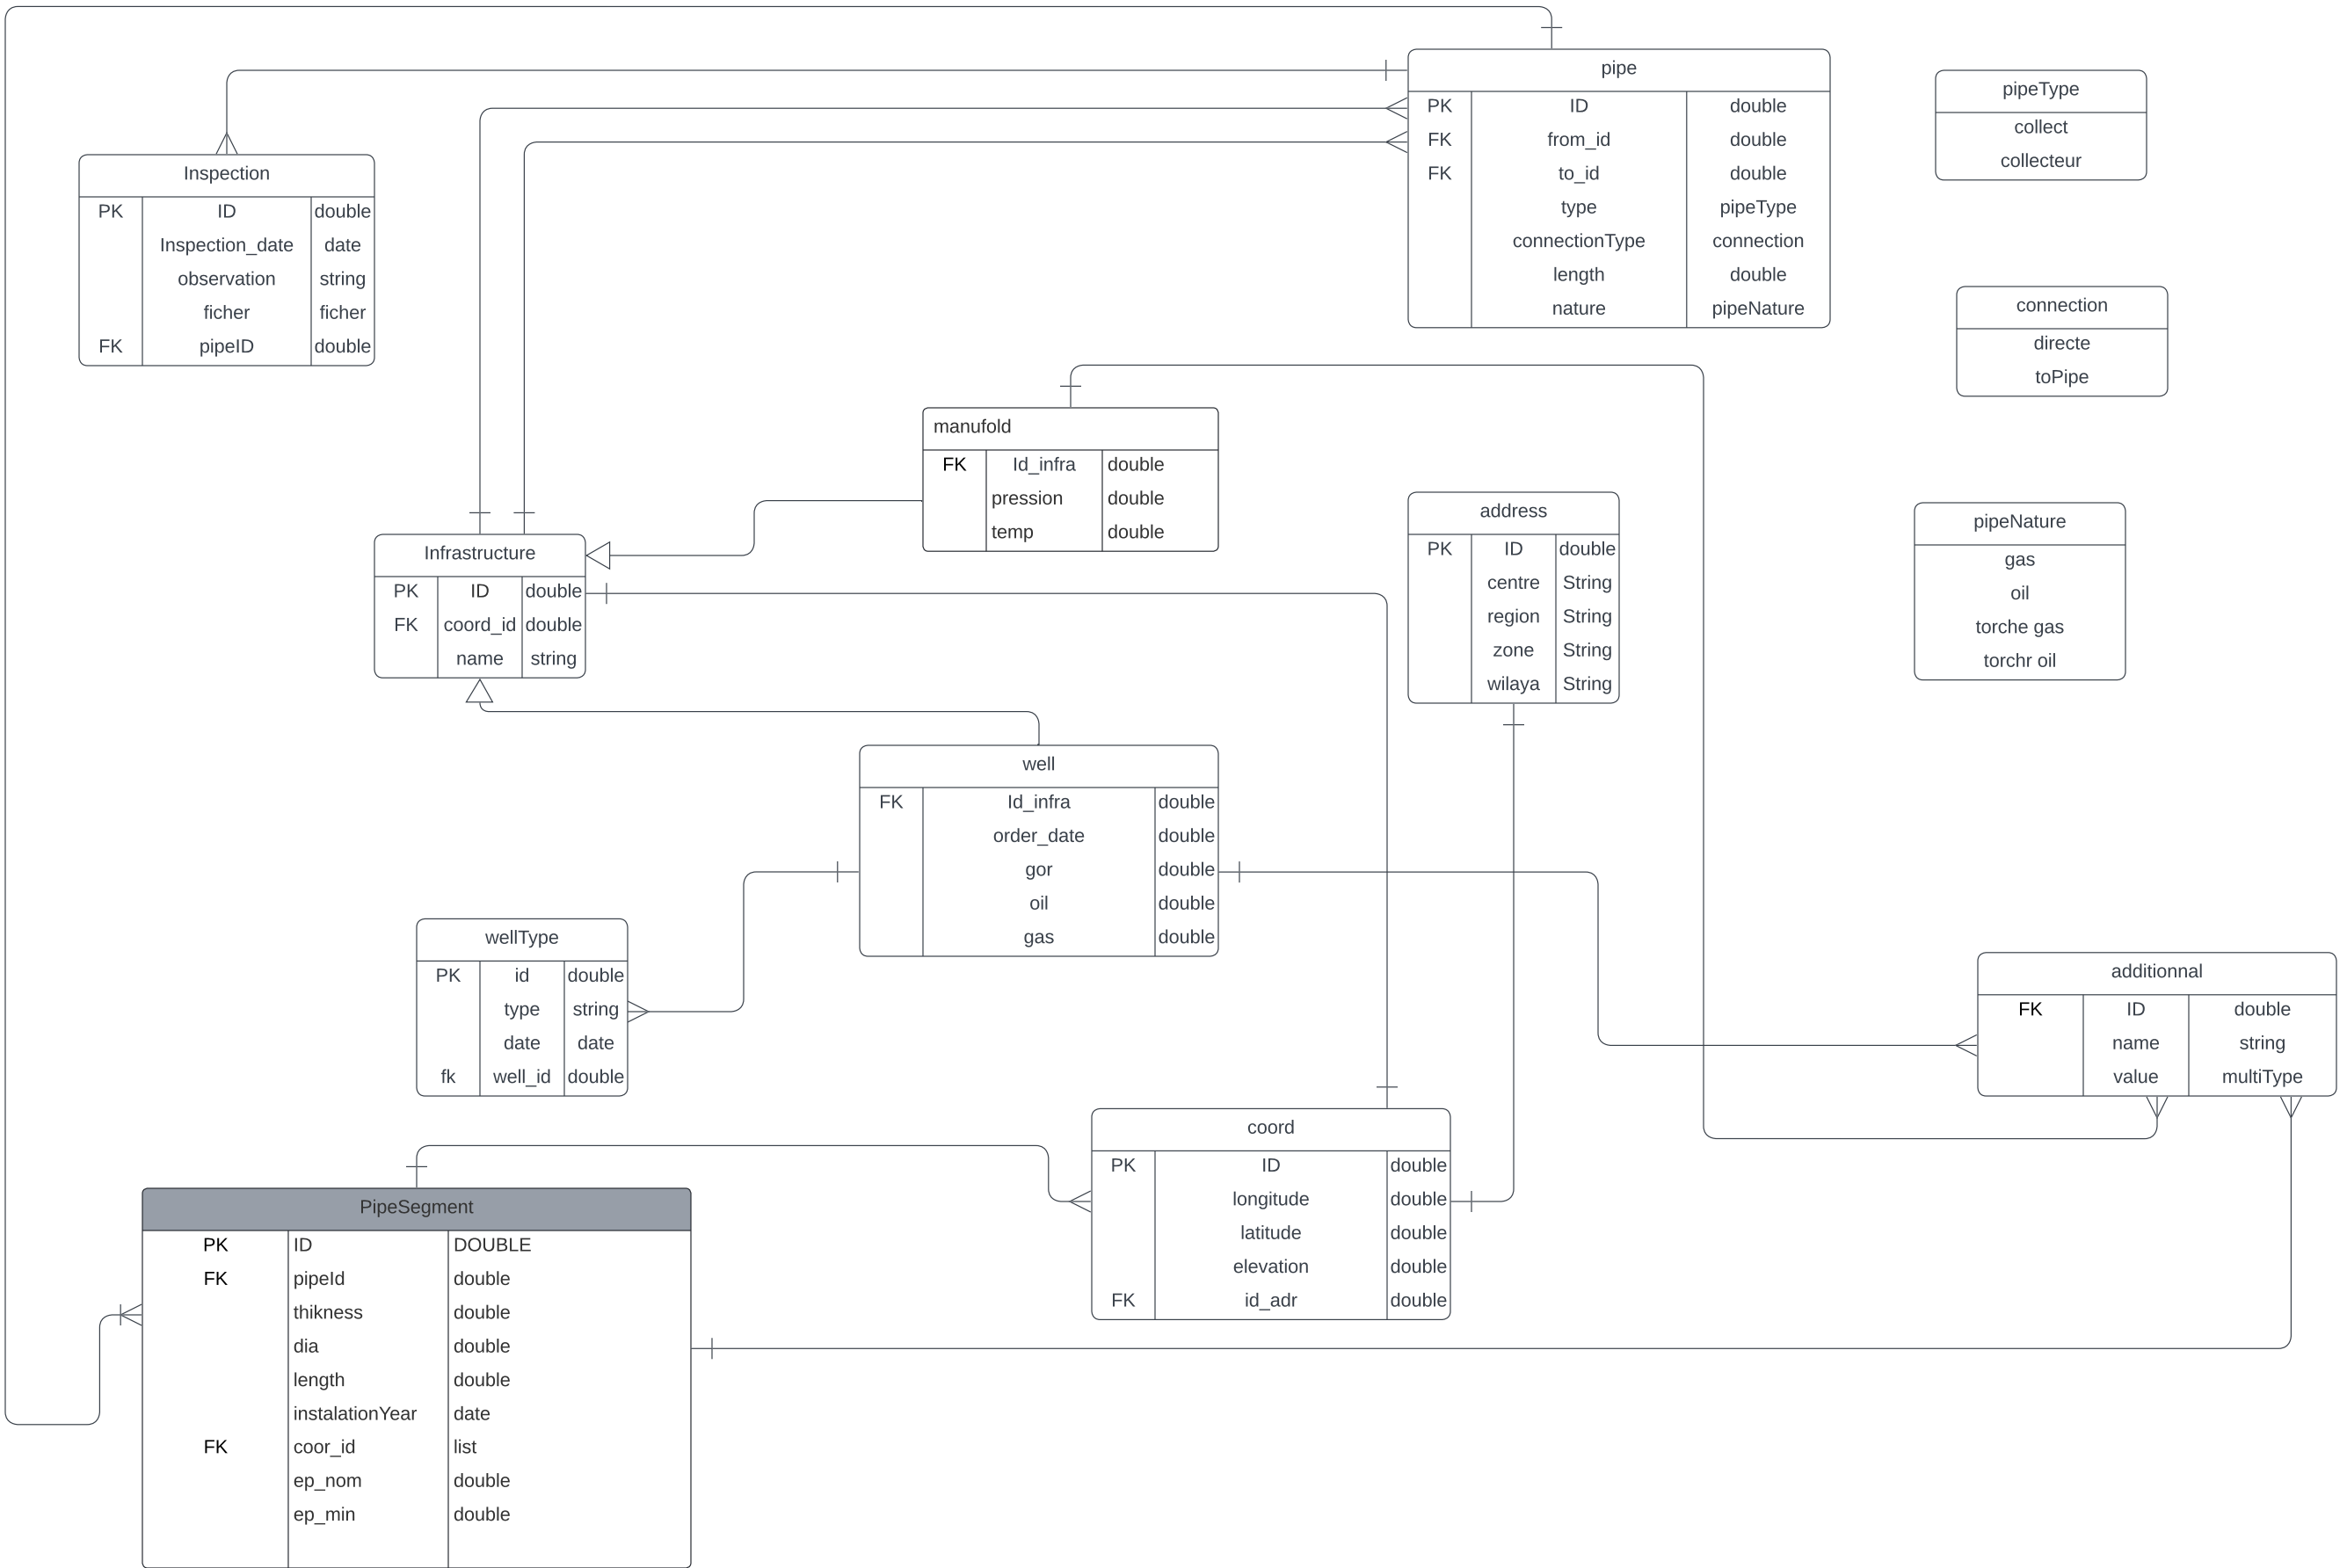 pipe
PK ID double
FK from_id double
FK to_id double
type pipeType
connectionType connection
length double
nature pipeNature
pipeType
collect
collecteur
Inspection
PK ID double
Inspection_date date
observation string
ficher ficher
FK pipeID double
connection
directe
toPipe
manufold
FK Id_infra double
pression double
temp double
address
PK ID double
centre String
region String
zone String
wilaya String
pipeNature
gas
oil
torche gas
torchr oil
Infrastructure
PK ID double
FK coord_id double
name string
well
FK Id_infra double
order_date double
gor double
oil double
gas double
wellType
PK id double
type string
date date
fk well_id double
additionnal
FK ID double
name string
value multiType
coord
PK ID double
longitude double
latitude double
elevation double
FK id_adr double
PipeSegment
PK ID DOUBLE
FK pipeId double
thikness double
dia double
length double
instalationYear date
FK coor_id list
ep_nom double
ep_min double